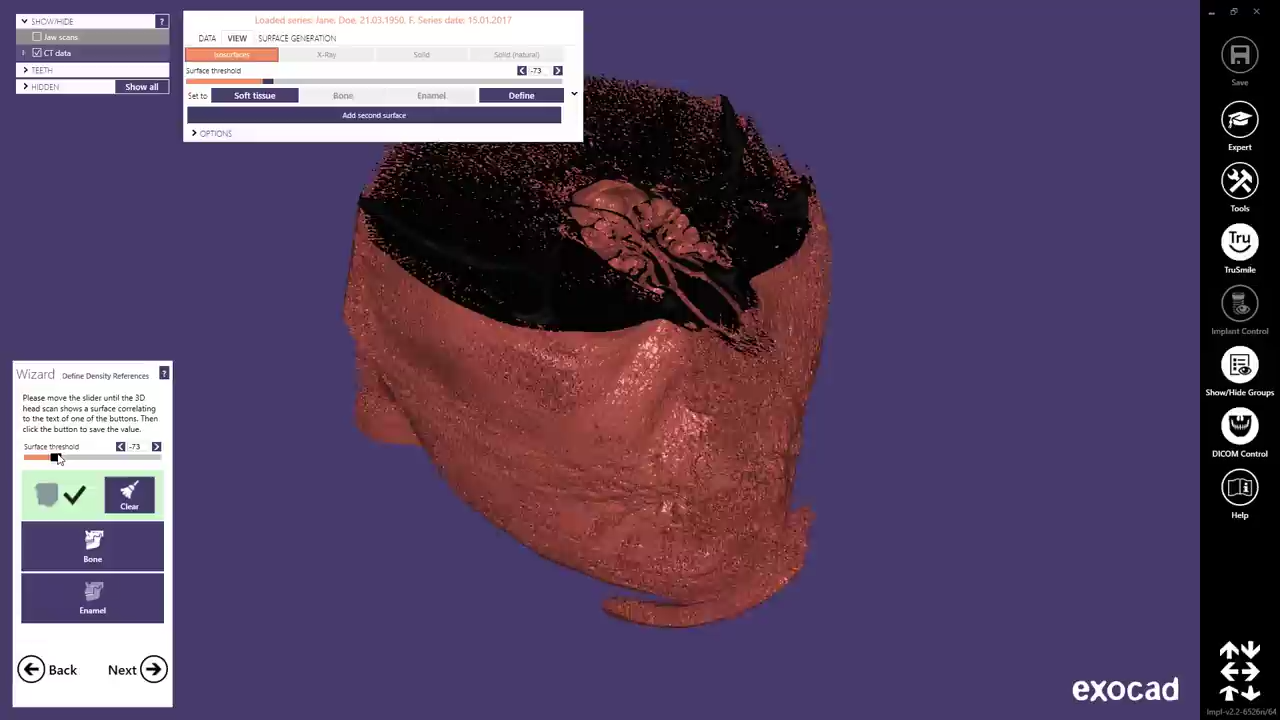 SHOW/HIDE ?
Jaw scans
CT data
TEETH
HIDDEN Show all
Loaded series: Jane, Doe, 21.03.1950, F, Series date: 15.01.2017
DATA VIEW SURFACE GENERATION
Isosurfaces X-Ray Solid Solid (natural)
Surface threshold -73
Set to Soft tissue Bone Enamel Define
Add second surface
OPTIONS
Wizard Define Density References ?
Please move the slider until the 3D
head scan shows a surface correlating
to the text of one of the buttons. Then
click the button to save the value.
Surface threshold -73
Clear
Bone
Enamel
Back Next
Save
Expert
Tools
Tru
TruSmile
Implant Control
Show/Hide Groups
DICOM Control
Help
exocad